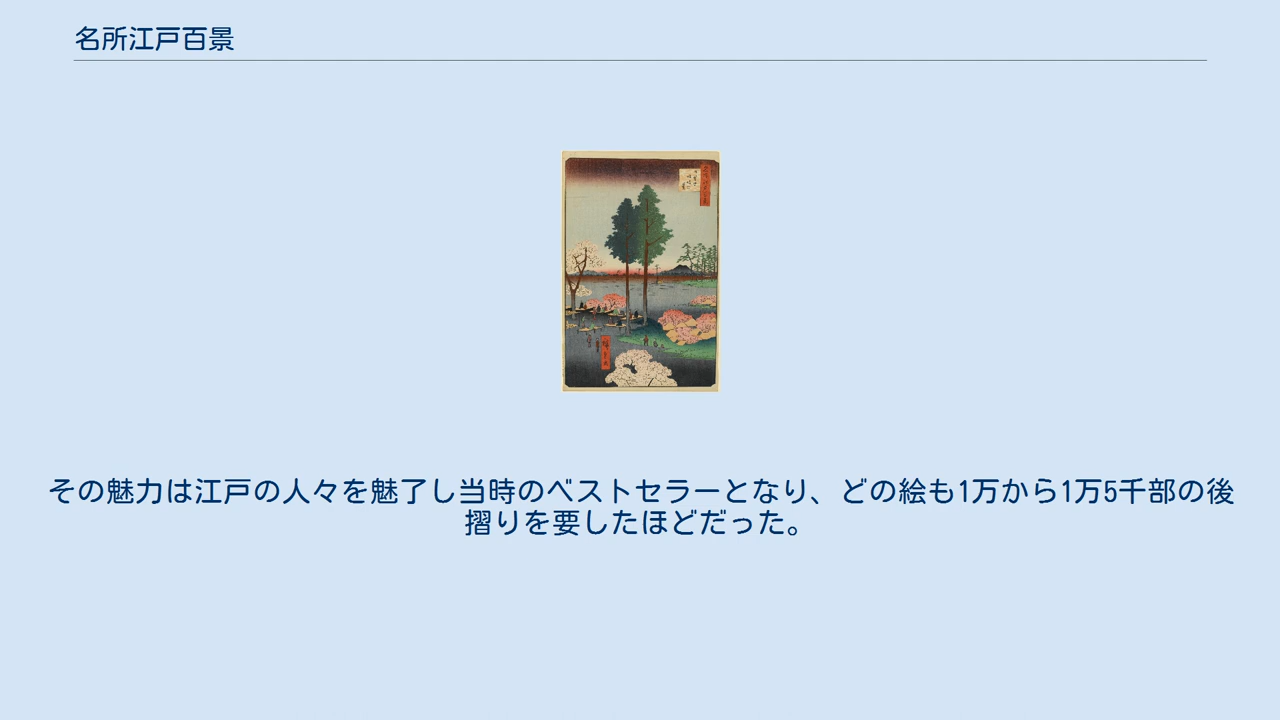 名所江戸百景
その魅力は江戸の人々を魅了し当時のベストセラーとなり、どの絵も1万から1万5千部の後
摺りを要したほどだった。